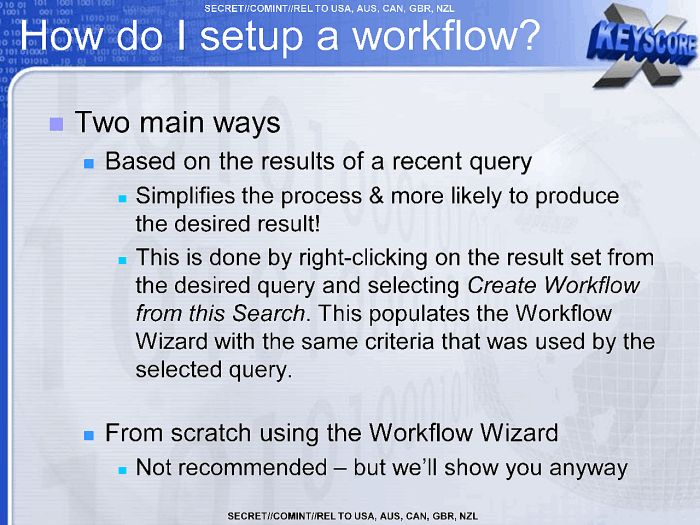 SECRET//COMINT//REL TO USA, AUS, CAN, GBR, NZL
How do I setup a workflow?
XKEYSCORE
Two main ways
Based on the results of a recent query
Simplifies the process & more likely to produce
the desired result!
This is done by right-clicking on the result set from
the desired query and selecting Create Workflow
from this Search. This populates the Workflow
Wizard with the same criteria that was used by the
selected query.
From scratch using the Workflow Wizard
Not recommended – but we’ll show you anyway
SECRET//COMINT//REL TO USA, AUS, CAN, GBR, NZL